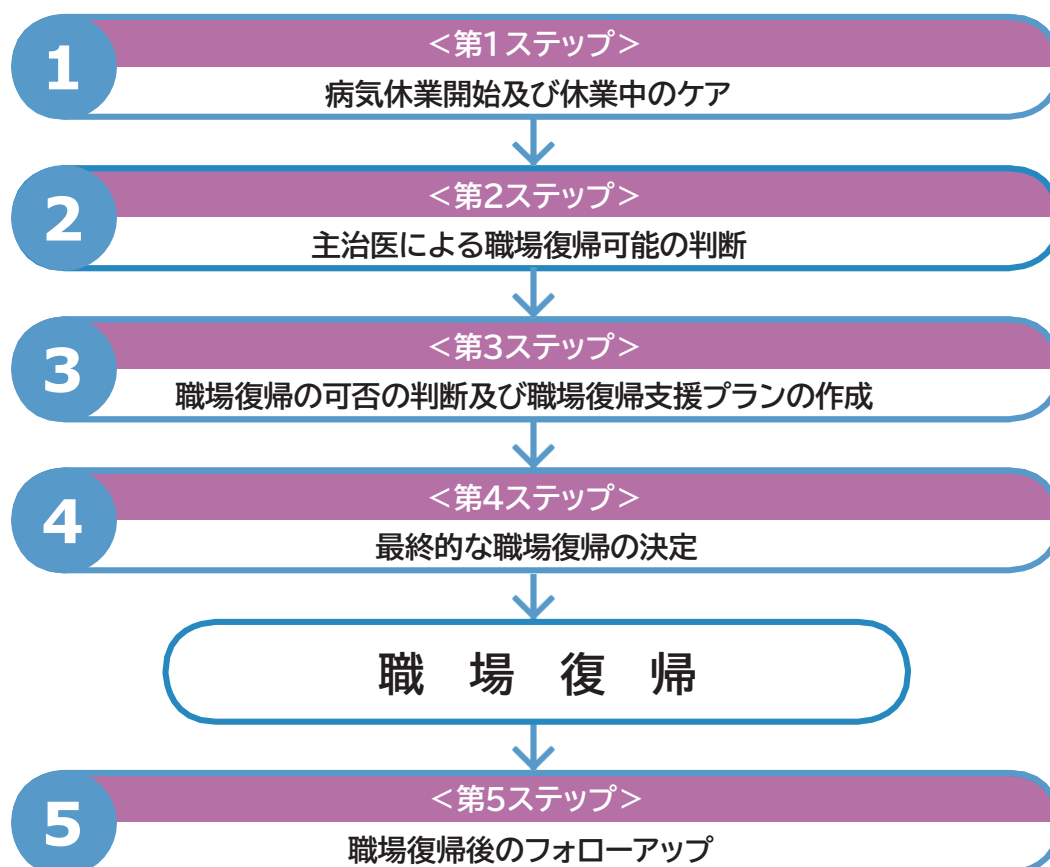 1
<第1ステップ>
病気休業開始及び休業中のケア
2
<第2ステップ>
主治医による職場復帰可能の判断
3
<第3ステップ>
職場復帰の可否の判断及び職場復帰支援プランの作成
4
<第4ステップ>
最終的な職場復帰の決定
職 場 復 帰
5
<第5ステップ>
職場復帰後のフォローアップ